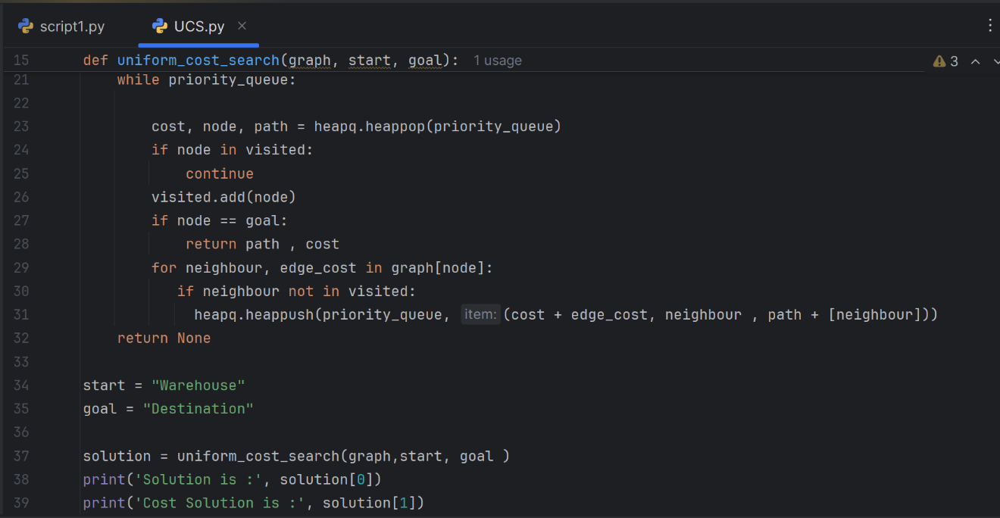 script1.py UCS.py
15 def uniform_cost_search(graph, start, goal): 1 usage 3
21 while priority_queue:
22
23 cost, node, path = heapq.heappop(priority_queue)
24 if node in visited:
25 continue
26 visited.add(node)
27 if node == goal:
28 return path , cost
29 for neighbour, edge_cost in graph[node]:
30 if neighbour not in visited:
31 heapq.heappush(priority_queue, item: (cost + edge_cost, neighbour , path + [neighbour]))
32 return None
33
34 start = "Warehouse"
35 goal = "Destination"
36
37 solution = uniform_cost_search(graph,start, goal )
38 print('Solution is :', solution[0])
39 print('Cost Solution is :', solution[1])